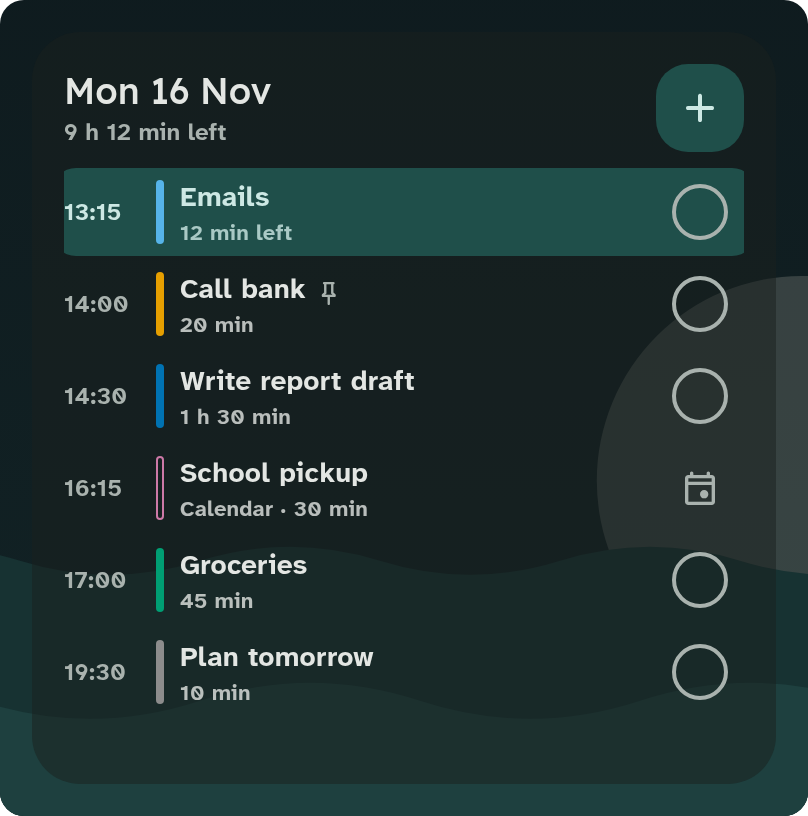 Mon 16 Nov
9 h 12 min left
13:15
Emails
12 min left
14:00
Call bank
20 min
14:30
Write report draft
1 h 30 min
16:15
School pickup
Calendar · 30 min
17:00
Groceries
45 min
19:30
Plan tomorrow
10 min